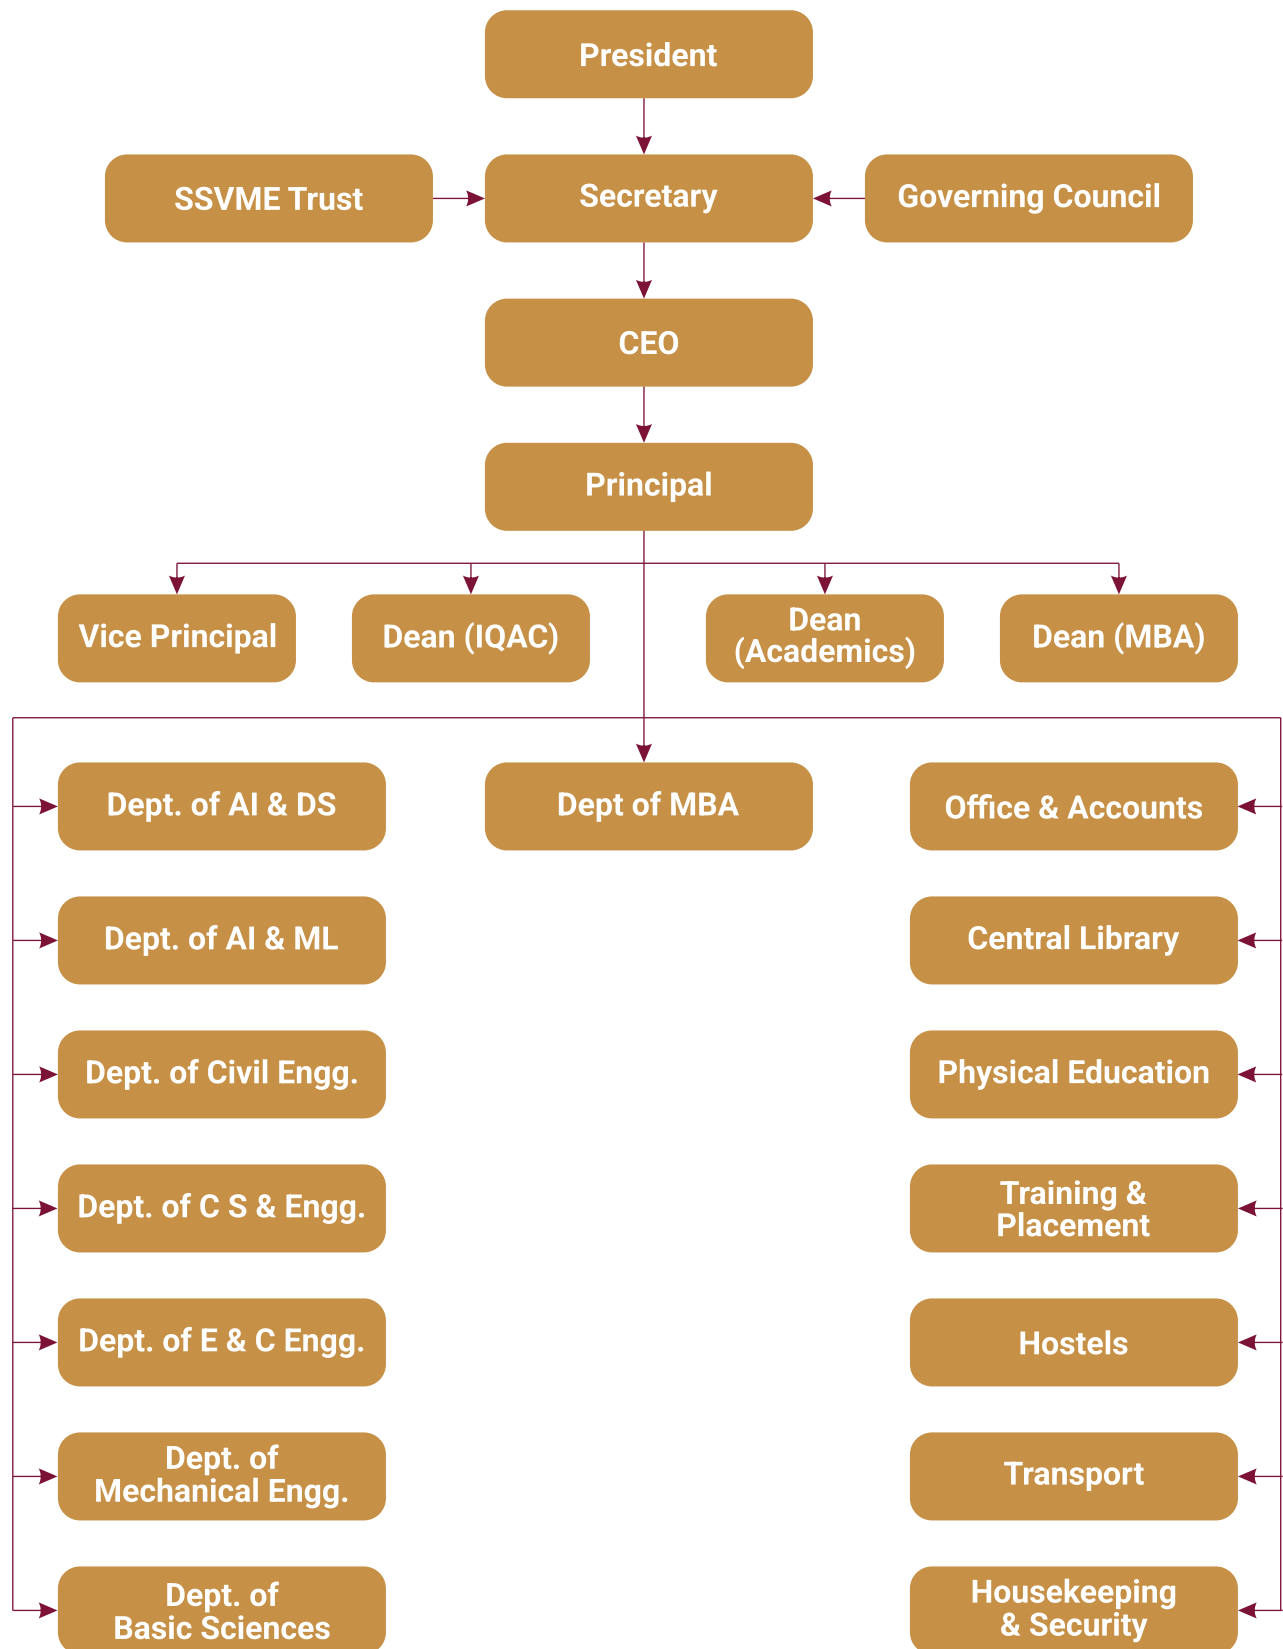 President
SSVME Trust
Secretary
Governing Council
CEO
Principal
Vice Principal
Dean (IQAC)
Dean
(Academics)
Dean (MBA)
Dept. of AI & DS
Dept of MBA
Office & Accounts
Dept. of AI & ML
Central Library
Dept. of Civil Engg.
Physical Education
Dept. of C S & Engg.
Training &
Placement
Dept. of E & C Engg.
Hostels
Dept. of
Mechanical Engg.
Transport
Dept. of
Basic Sciences
Housekeeping
& Security